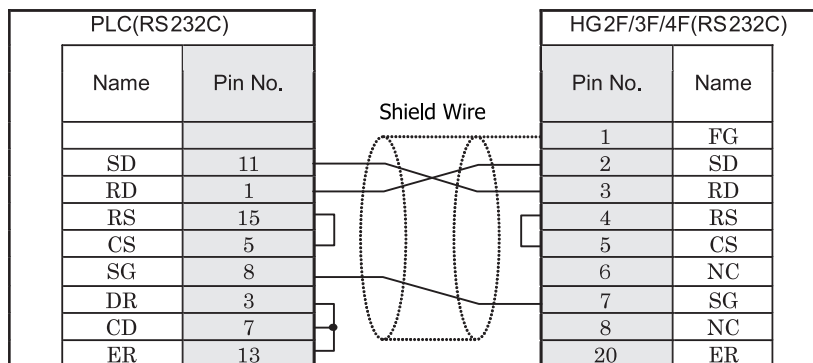 PLC(RS232C) HG2F/3F/4F(RS232C)
Name Pin No. Pin No. Name
Shield Wire
1 FG
SD 11 2 SD
RD 1 3 RD
RS 15 4 RS
CS 5 5 CS
SG 8 6 NC
DR 3 7 SG
CD 7 8 NC
ER 13 20 ER